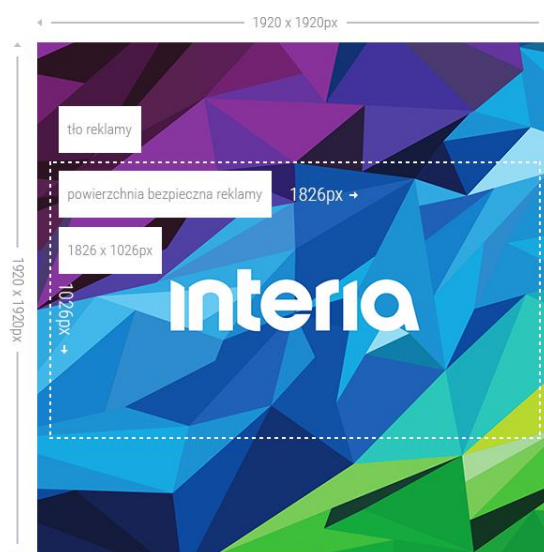 1920 x 1920px
1920 x 1920px
tło reklamy
powierzchnia bezpieczna reklamy
1826px →
1826 x 1026px
1026px →
interia